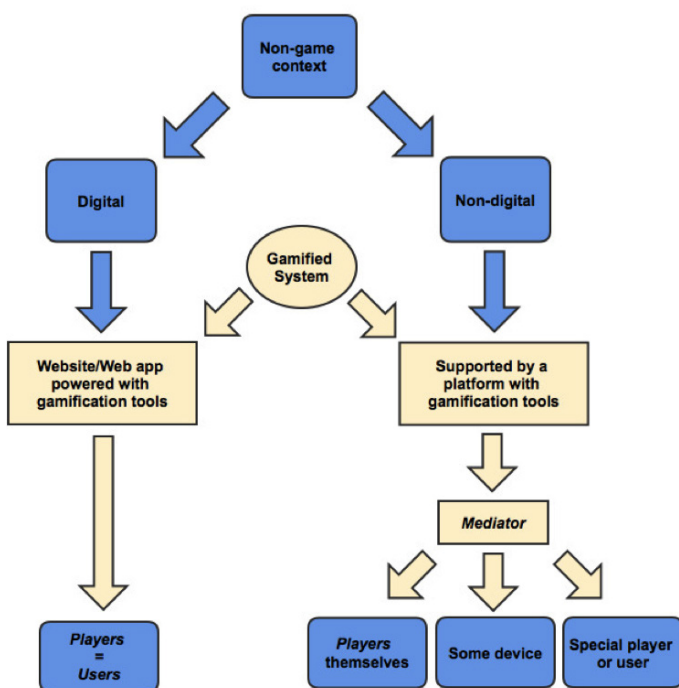 Non-game
context
Digital
Non-digital
Gamified
System
Website/Web app
powered with
gamification tools
Supported by a
platform with
gamification tools
Mediator
Players
=
Users
Players
themselves
Some device
Special player
or user